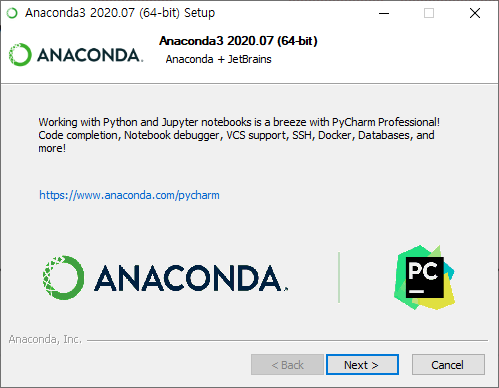 Anaconda3 2020.07 (64-bit) Setup
Anaconda3 2020.07 (64-bit)
ANACONDA.
Anaconda + JetBrains
Working with Python and Jupyter notebooks is a breeze with PyCharm Professional!
Code completion, Notebook debugger, VCS support, SSH, Docker, Databases, and
more!
https://www.anaconda.com/pycharm
ANACONDA.
PC
Anaconda, Inc.
< Back
Next >
Cancel